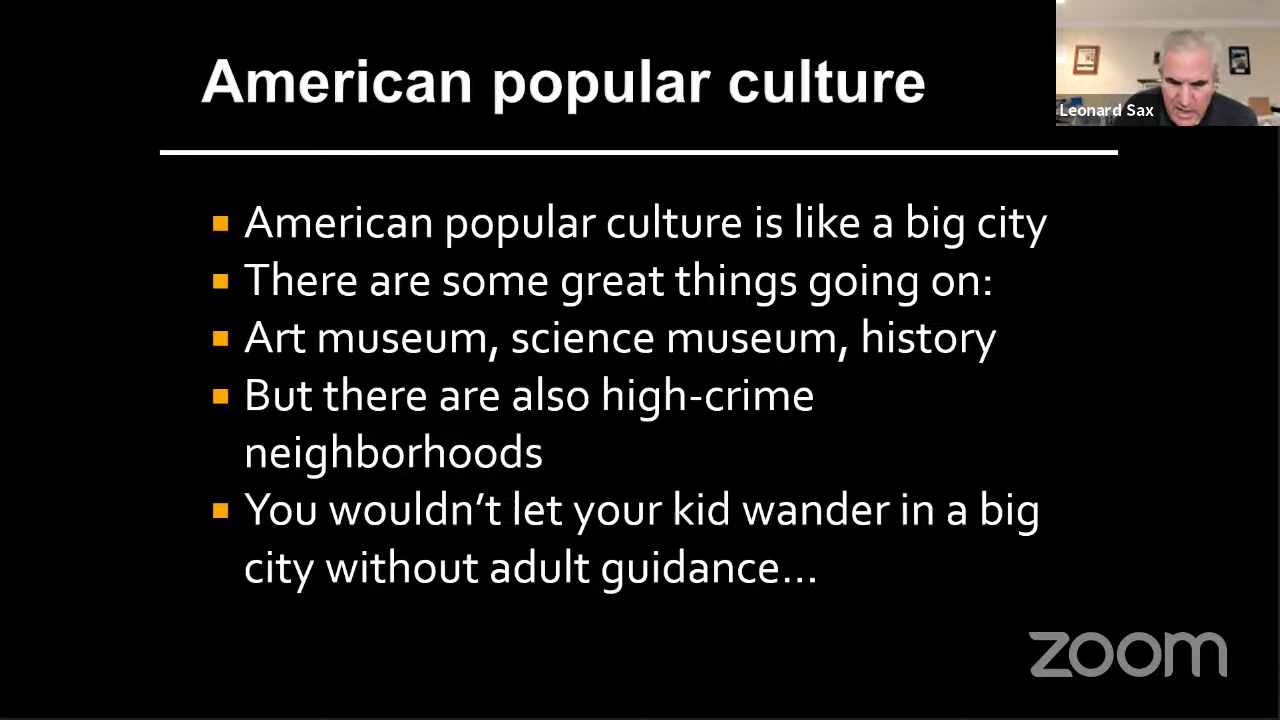 American popular culture
Leonard Sax
American popular culture is like a big city
There are some great things going on:
Art museum, science museum, history
But there are also high-crime
neighborhoods
You wouldn’t let your kid wander in a big
city without adult guidance…
zoom